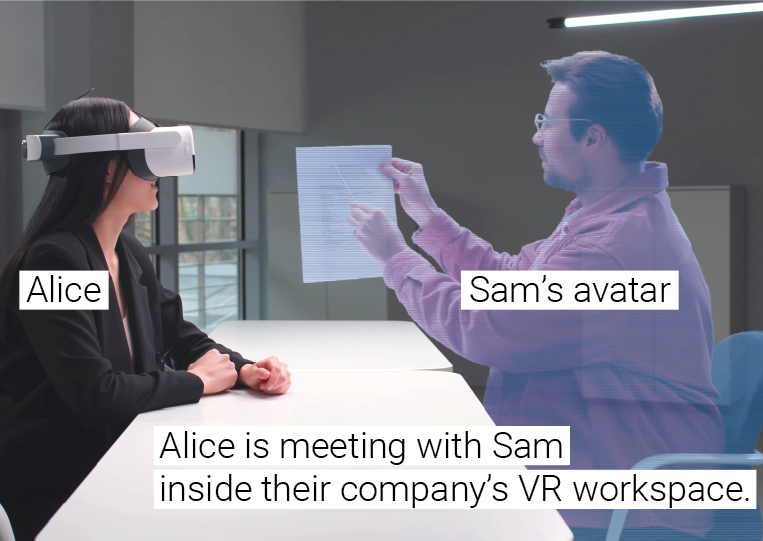 Alice
Sam's avatar
Alice is meeting with Sam
inside their company's VR workspace.